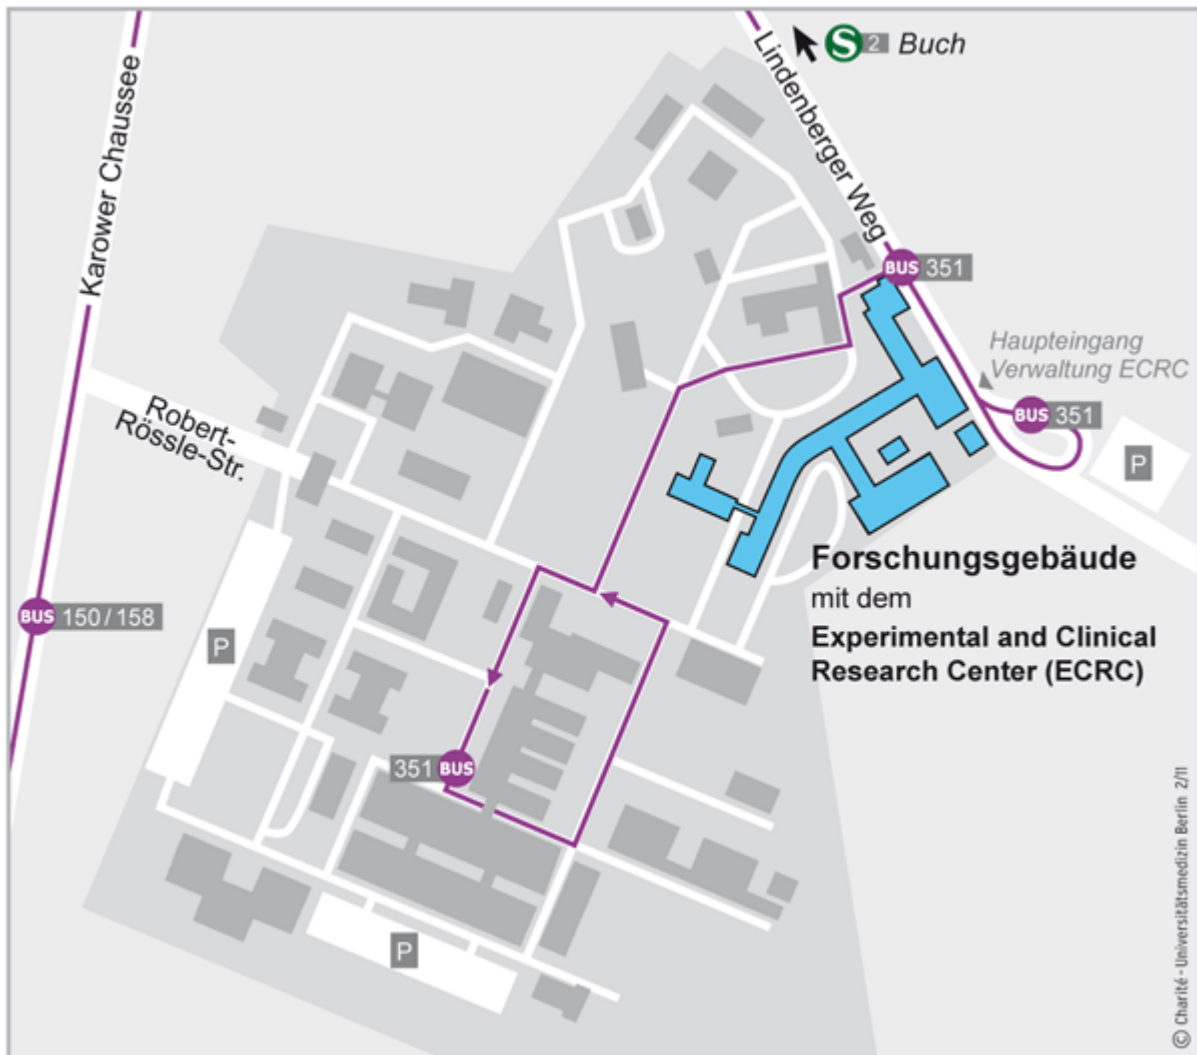 Lindenberger Weg
S 2 Buch
Karower Chaussee
BUS 351
Haupteingang
Verwaltung ECRC
BUS 351
P
Robert-
Rössle-Str.
Forschungsgebäude
mit dem
Experimental and Clinical
Research Center (ECRC)
BUS 150 / 158
P
351 BUS
P
© Charité - Universitätsmedizin Berlin 2/11